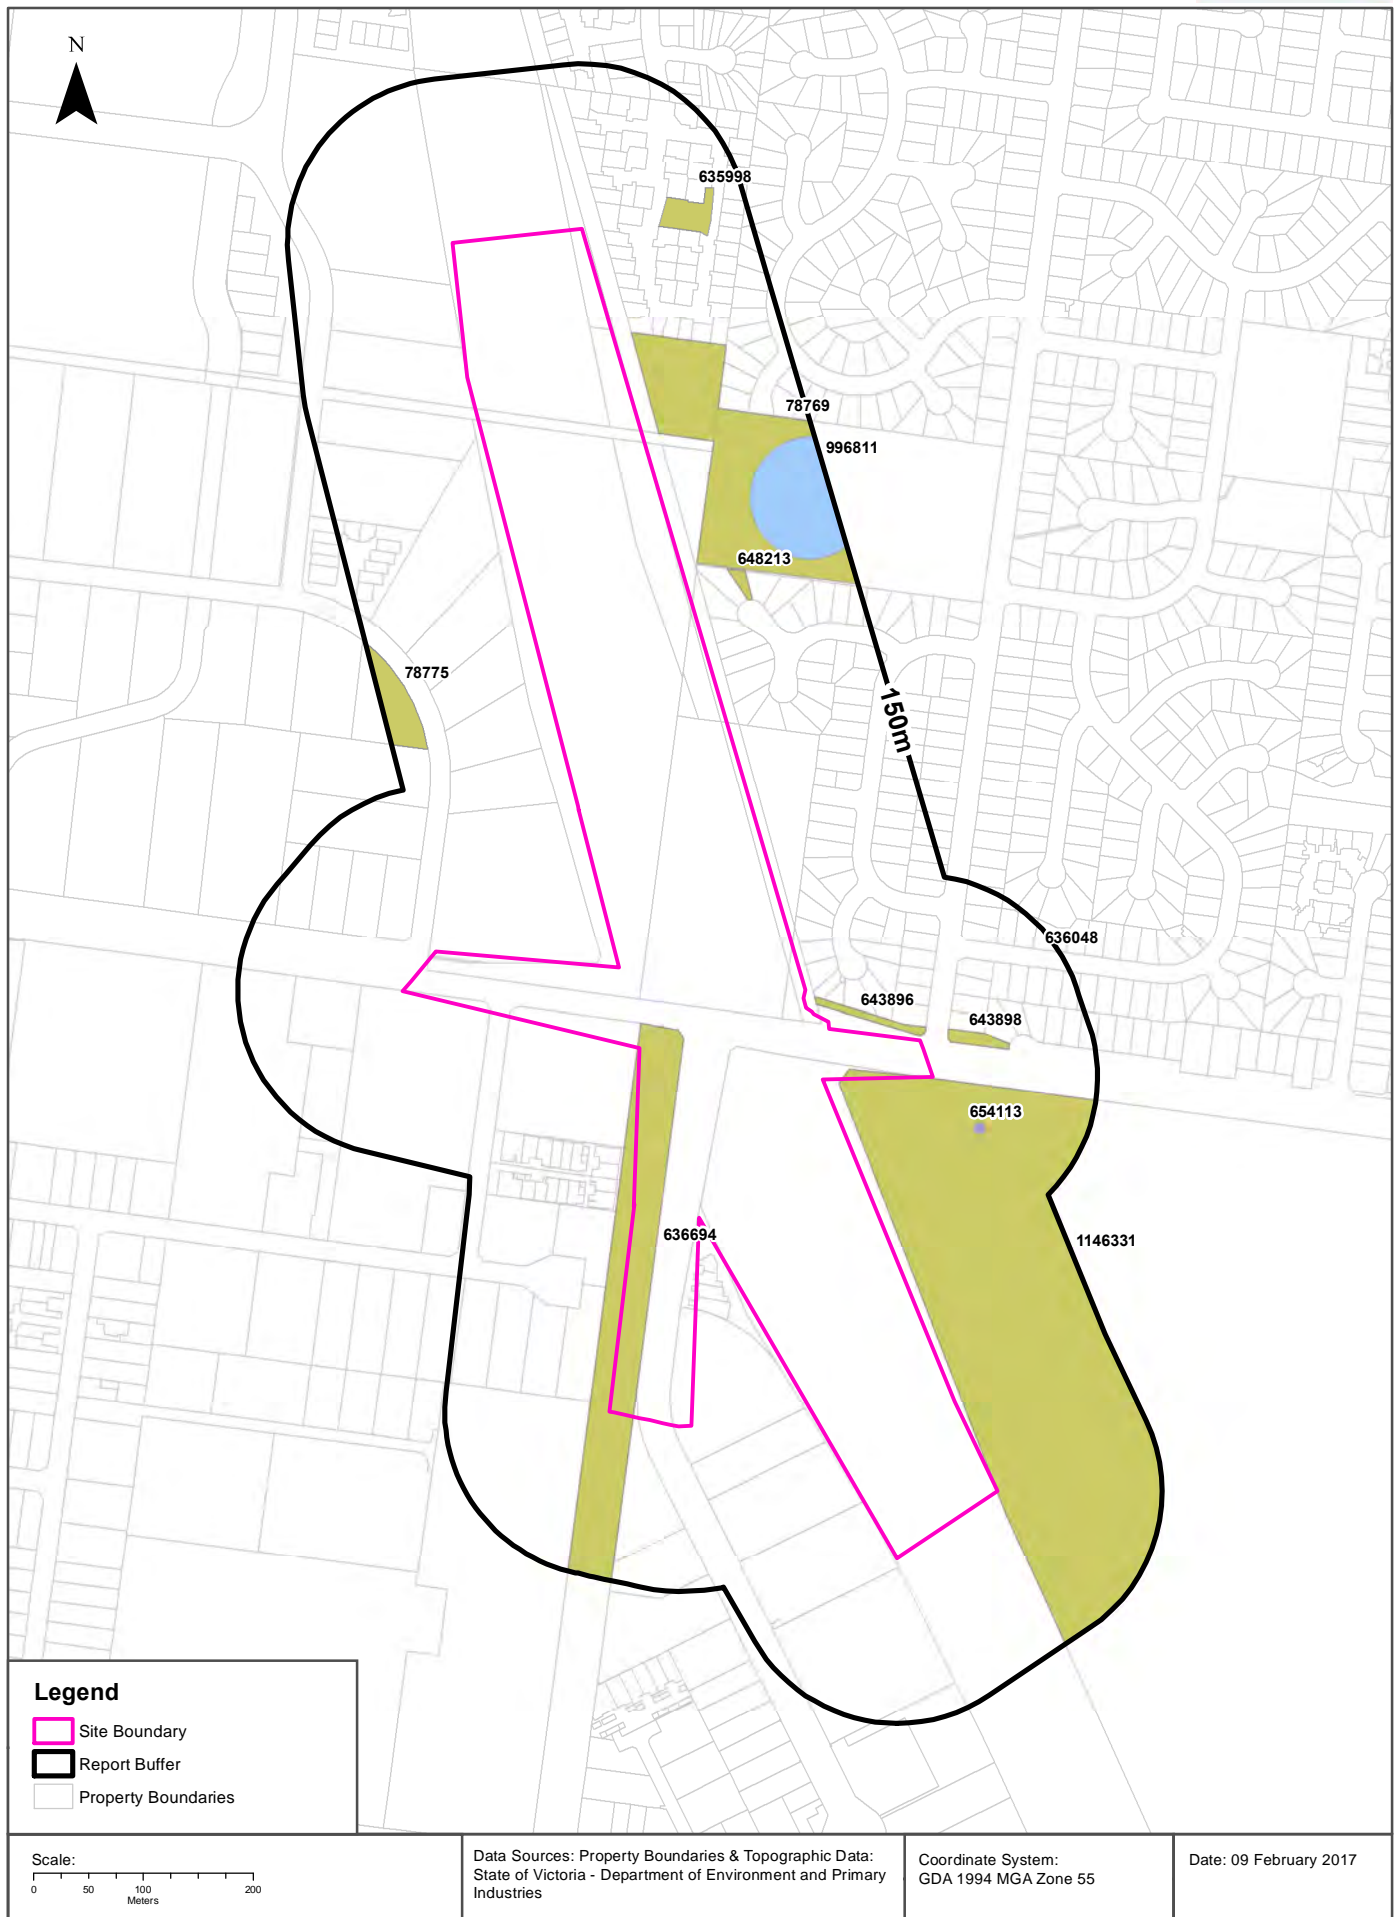 N
635998
78769
996811
648213
78775
150m
636048
643896
643898
654113
636694
1146331
Legend
Site Boundary
Report Buffer
Property Boundaries
Scale:
0 50 100 200
Meters
Data Sources: Property Boundaries & Topographic Data:
State of Victoria - Department of Environment and Primary
Industries
Coordinate System:
GDA 1994 MGA Zone 55
Date: 09 February 2017